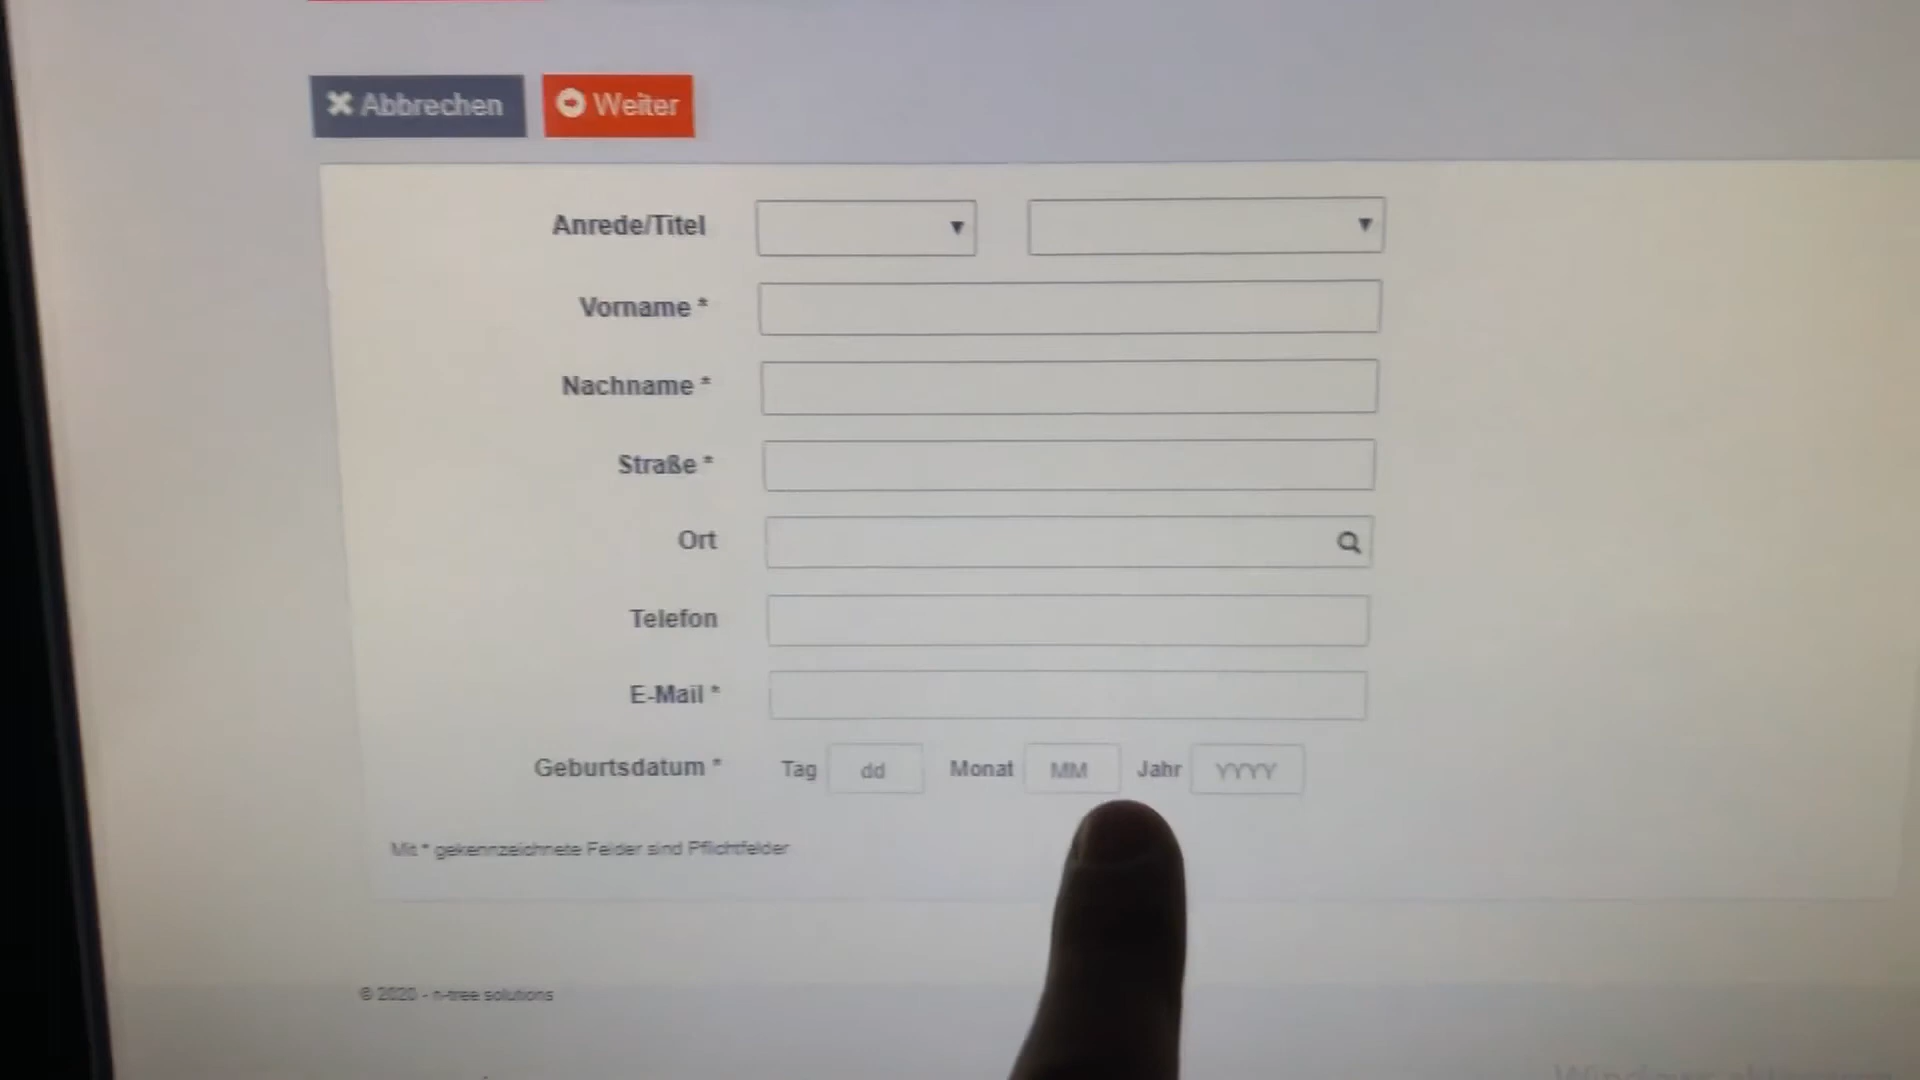 Abbrechen Weiter
Anrede/Titel
Vorname *
Nachname *
Straße *
Ort
Telefon
E-Mail *
Geburtsdatum * Tag dd Monat MM Jahr YYYY
Mit * gekennzeichnete Felder sind Pflichtfelder
© 2020 - n-tree solutions